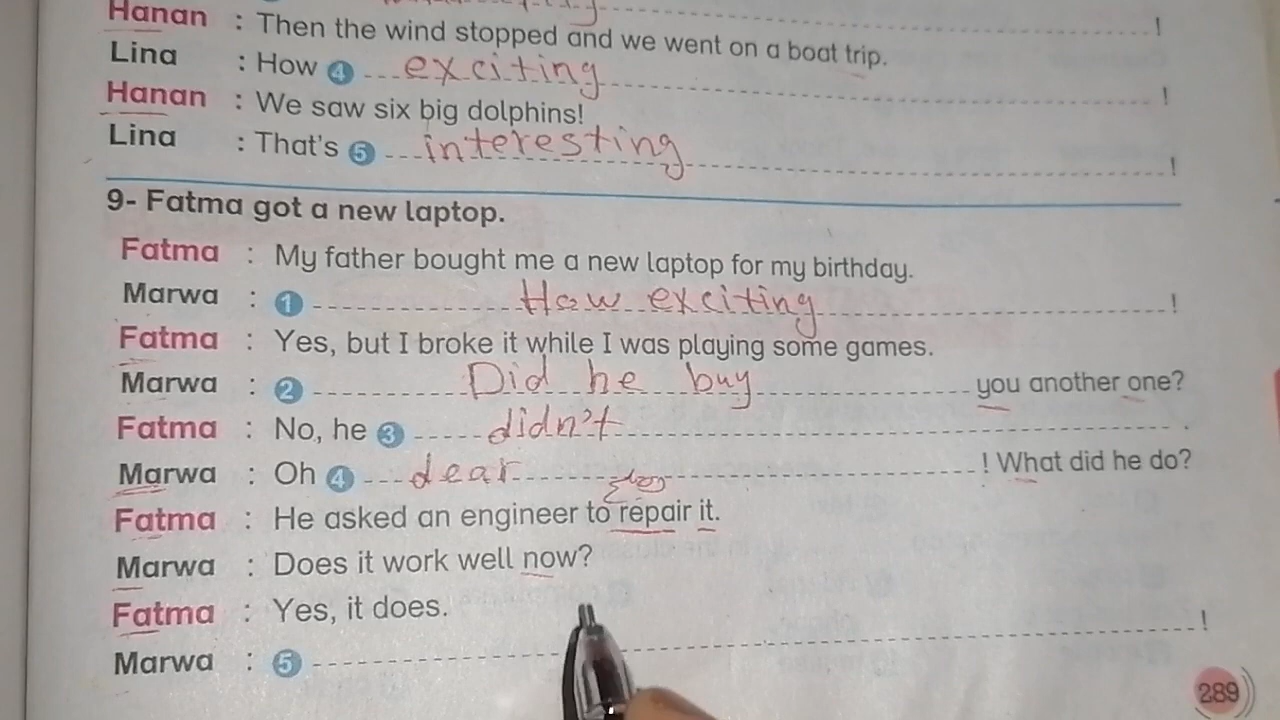 !
Hanan : Then the wind stopped and we went on a boat trip.
Lina : How 4 exciting !
Hanan : We saw six big dolphins!
Lina : That's 5 interesting !
9- Fatma got a new laptop.
Fatma : My father bought me a new laptop for my birthday.
Marwa : 1 How exciting !
Fatma : Yes, but I broke it while I was playing some games.
Marwa : 2 Did he buy you another one?
Fatma : No, he 3 didn't .
Marwa : Oh 4 dear ! What did he do?
Fatma : He asked an engineer to repair it.
Marwa : Does it work well now?
Fatma : Yes, it does.
Marwa : 5 !
289